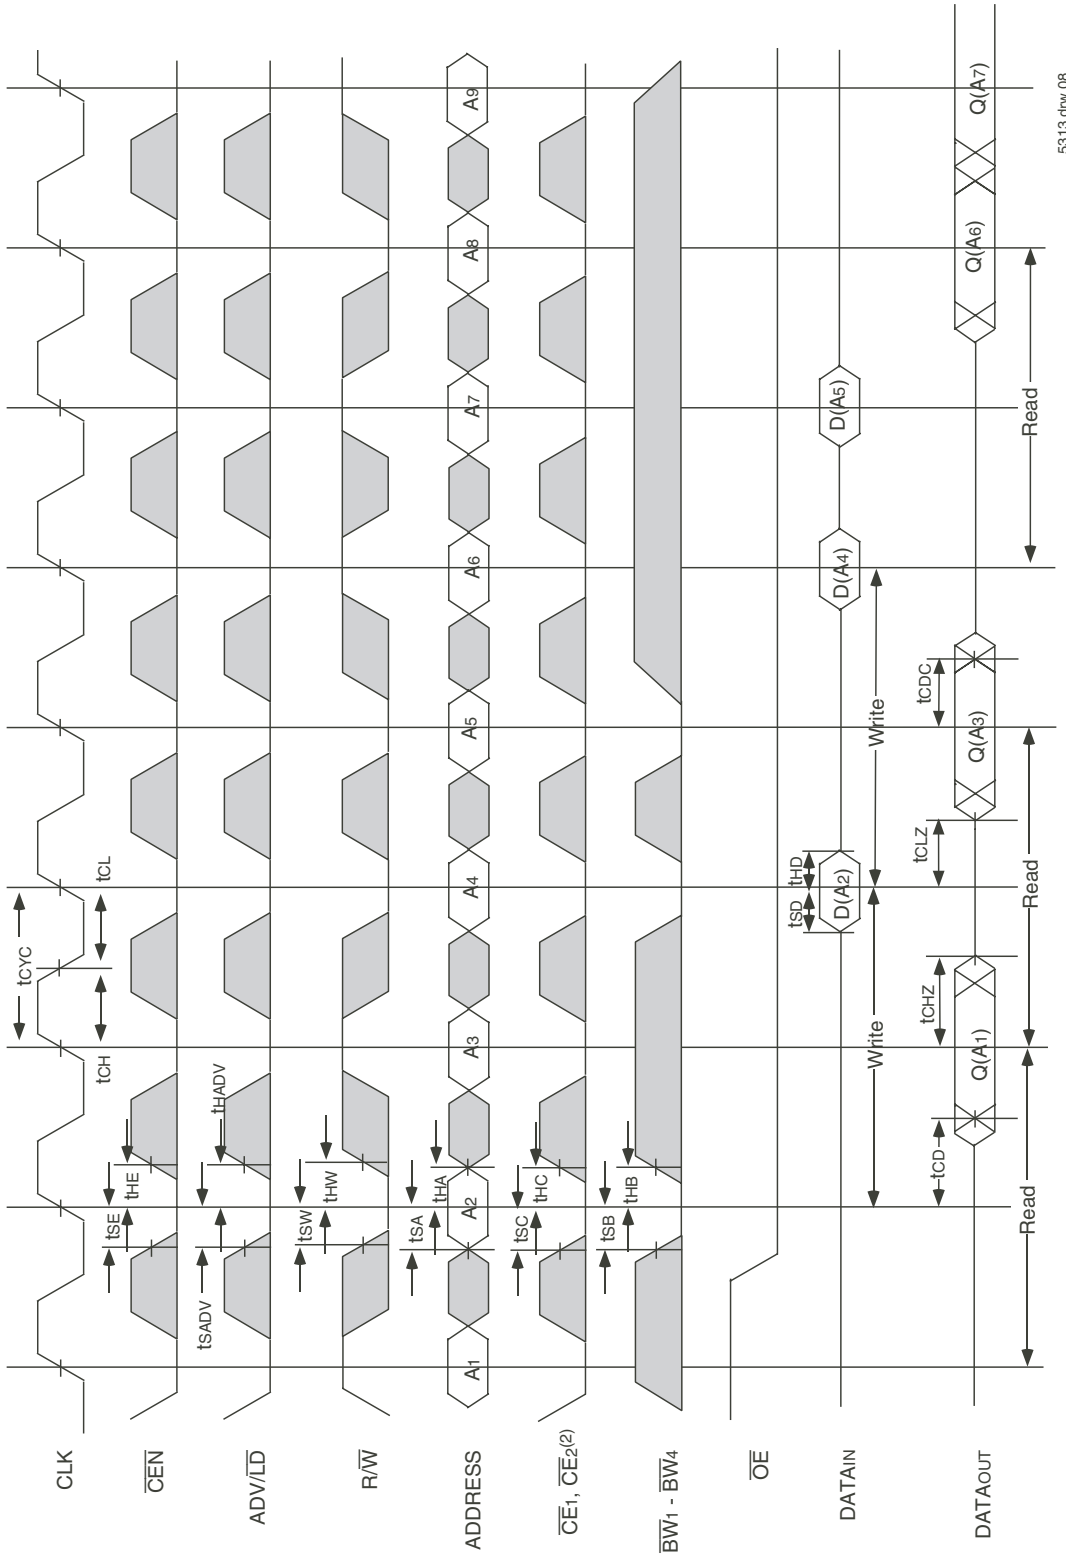 tCYC
tCH
tCL
CLK
tSE
tHE
CEN
tSADV
tHADV
ADV/LD
tSW
tHW
R/W
tSA
tHA
ADDRESS
A1
A2
A3
A4
A5
A6
A7
A8
A9
tSC
tHC
CE1, CE2(2)
tSB
tHB
BW1 - BW4
OE
tSD
tHD
DATAIN
D(A2)
D(A4)
D(A5)
Write
Write
tCD
tCHZ
tCLZ
tCDC
DATAOUT
Q(A1)
Q(A3)
Q(A6)
Q(A7)
Read
Read
Read
5313 drw 08